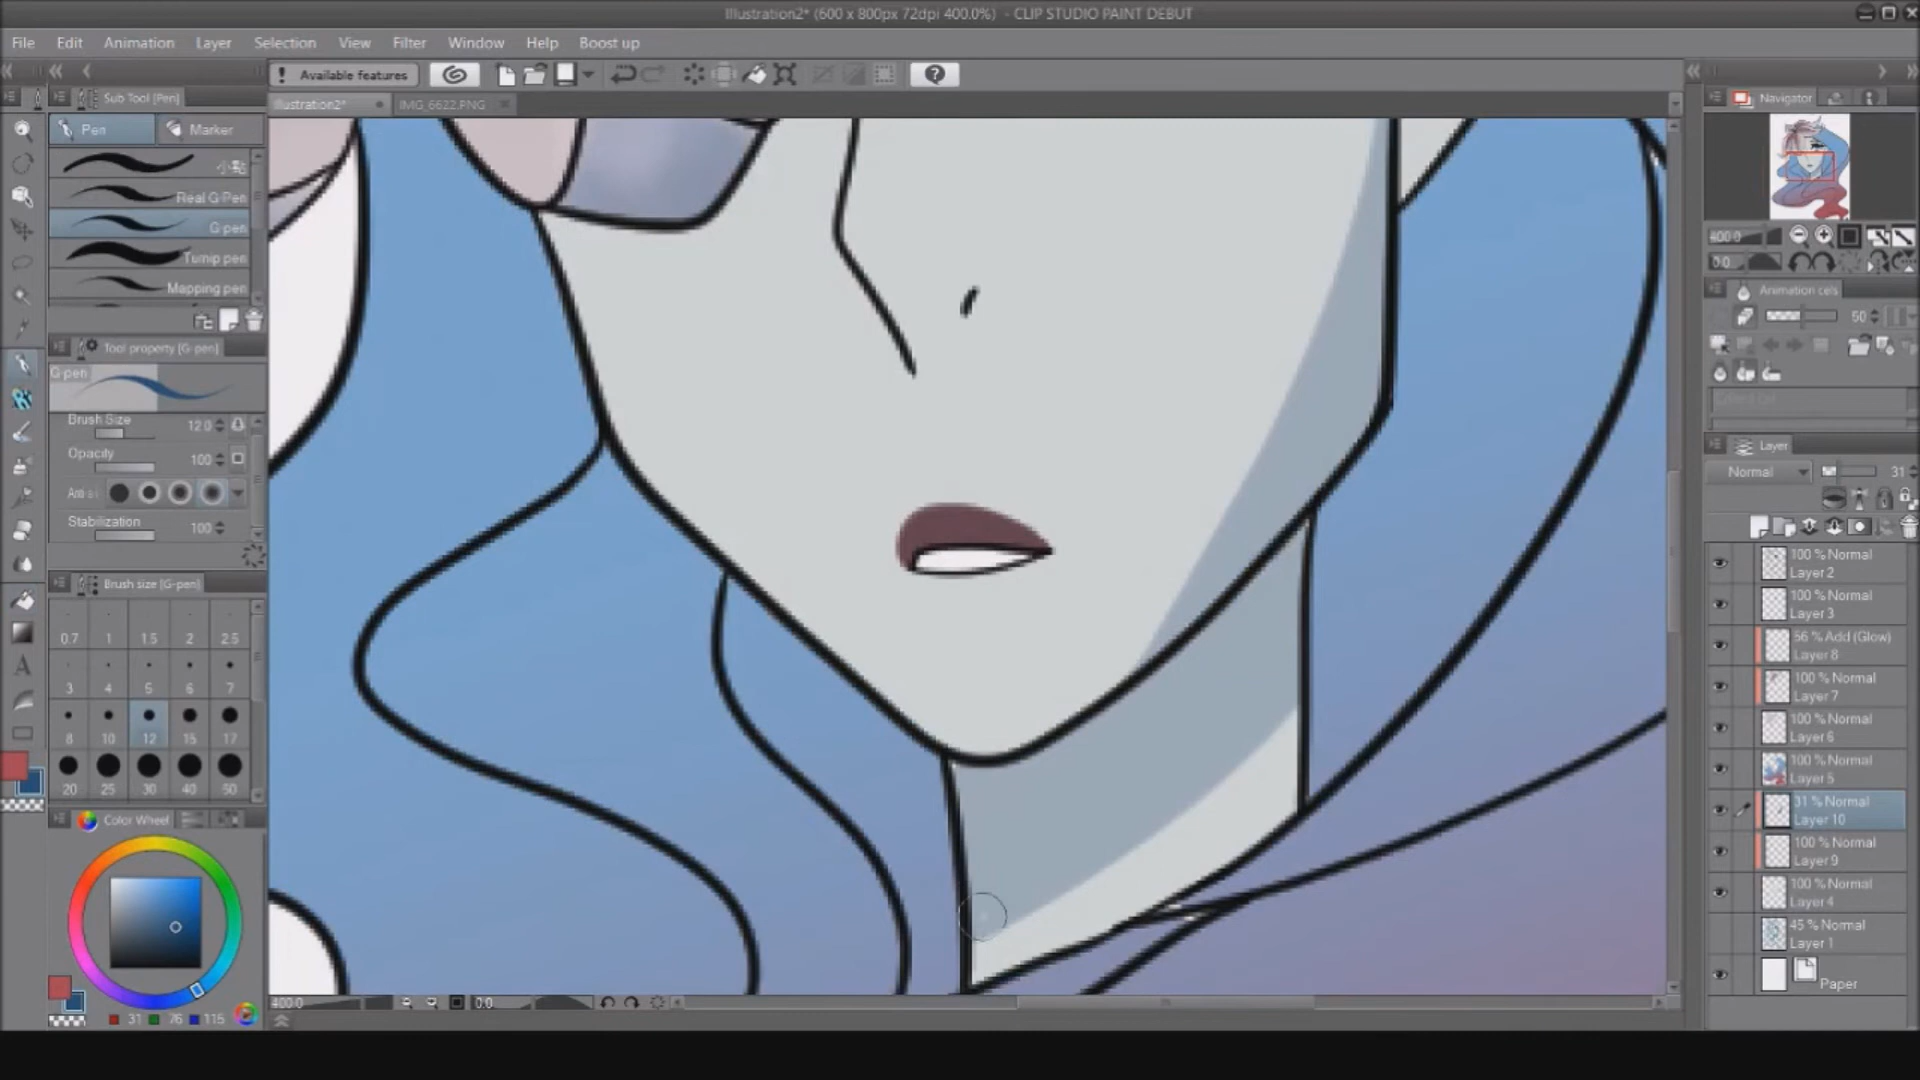 Illustration2* (600 x 800px 72dpi 400.0%) - CLIP STUDIO PAINT DEBUT
File Edit Animation Layer Selection View Filter Window Help Boost up
! Available features
Sub Tool [Pen]
Illustration2* IMG_6622.PNG
Pen Marker
小點
Real G-Pen
G-pen
Turnip pen
Mapping pen
Tool property [G-pen]
G-pen
Brush Size 12.0
Opacity 100
Stabilization 100
Brush size [G-pen]
0.7 1 1.5 2 2.5
3 4 5 6 7
8 10 12 15 17
20 25 30 40 50
Color Wheel
31 76 115
400.0 0.0
Navigator
400.0
0.0
Animation cels
50
Layer
Normal 31
100 % Normal
Layer 2
100 % Normal
Layer 3
56 % Add (Glow)
Layer 8
100 % Normal
Layer 7
100 % Normal
Layer 6
100 % Normal
Layer 5
31 % Normal
Layer 10
100 % Normal
Layer 9
100 % Normal
Layer 4
45 % Normal
Layer 1
Paper